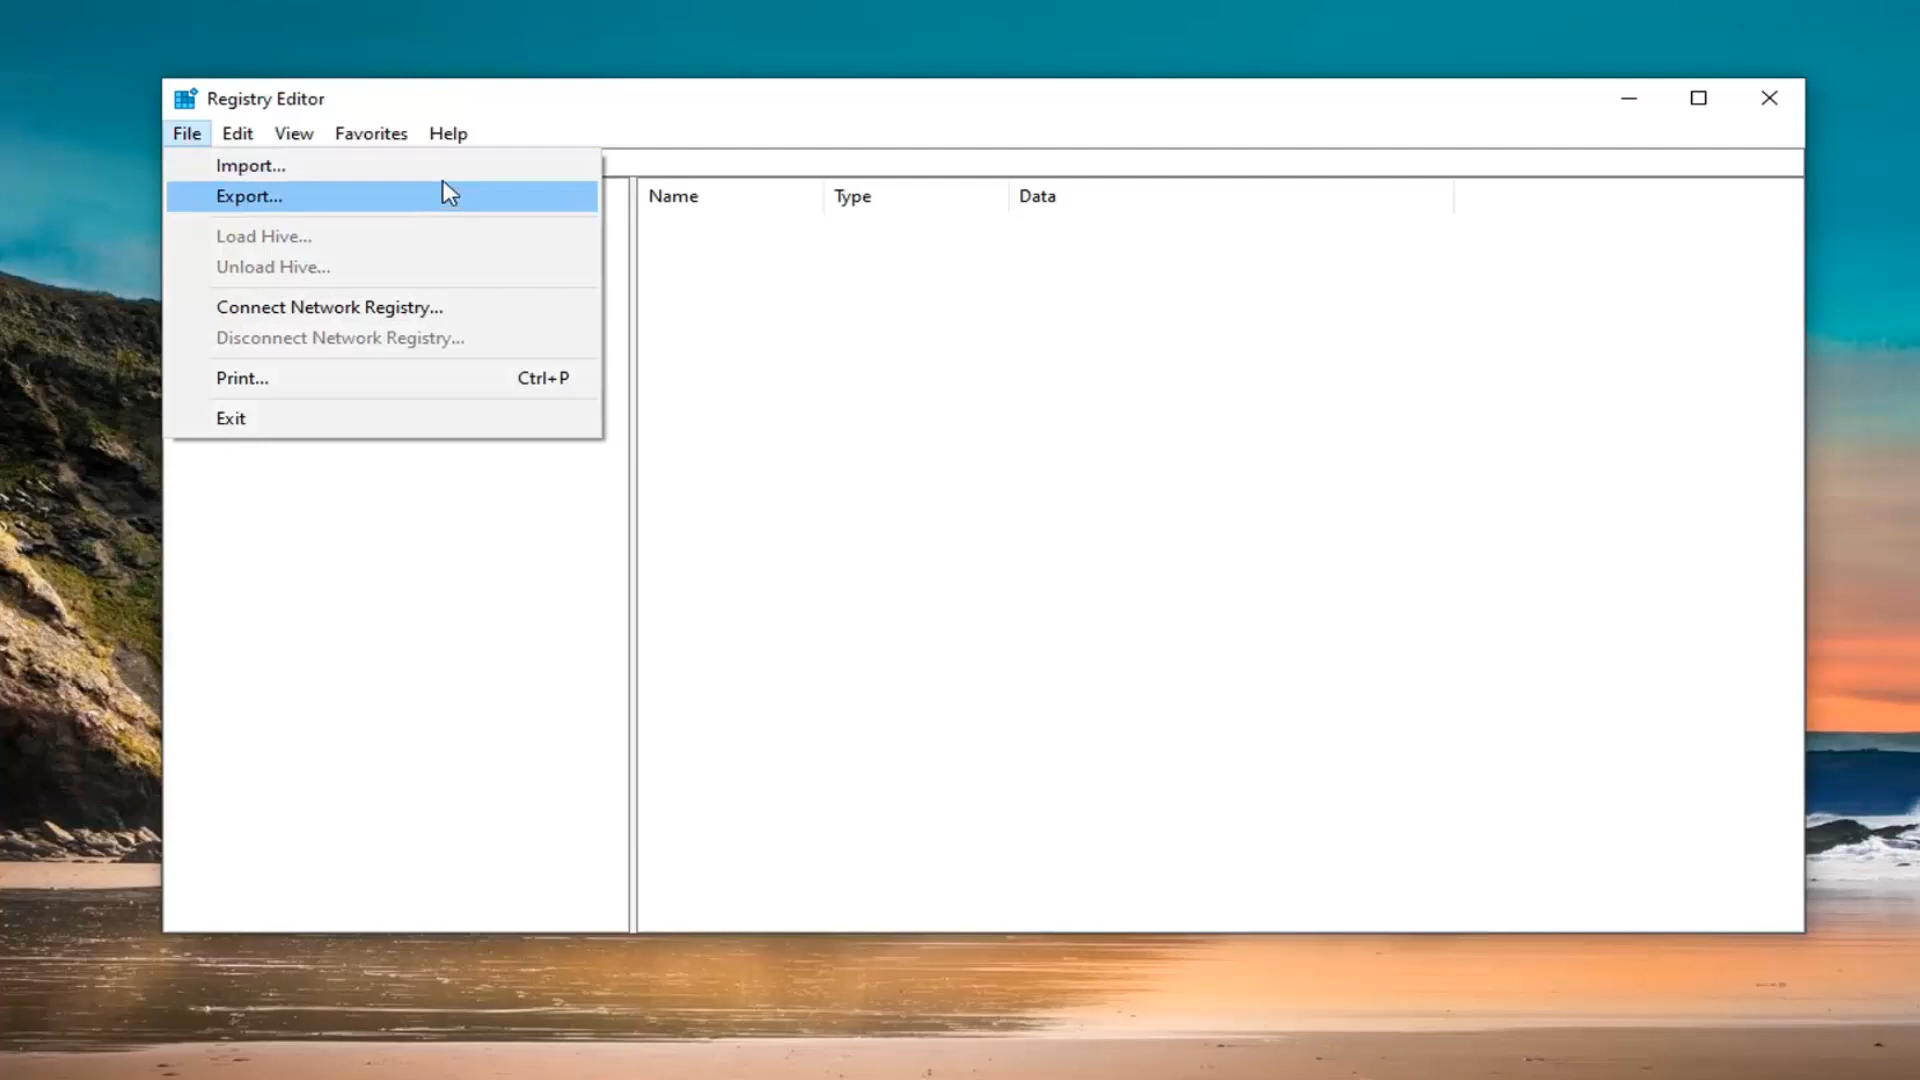 Registry Editor
File Edit View Favorites Help
Import...
Export...
Name Type Data
Load Hive...
Unload Hive...
Connect Network Registry...
Disconnect Network Registry...
Print... Ctrl+P
Exit